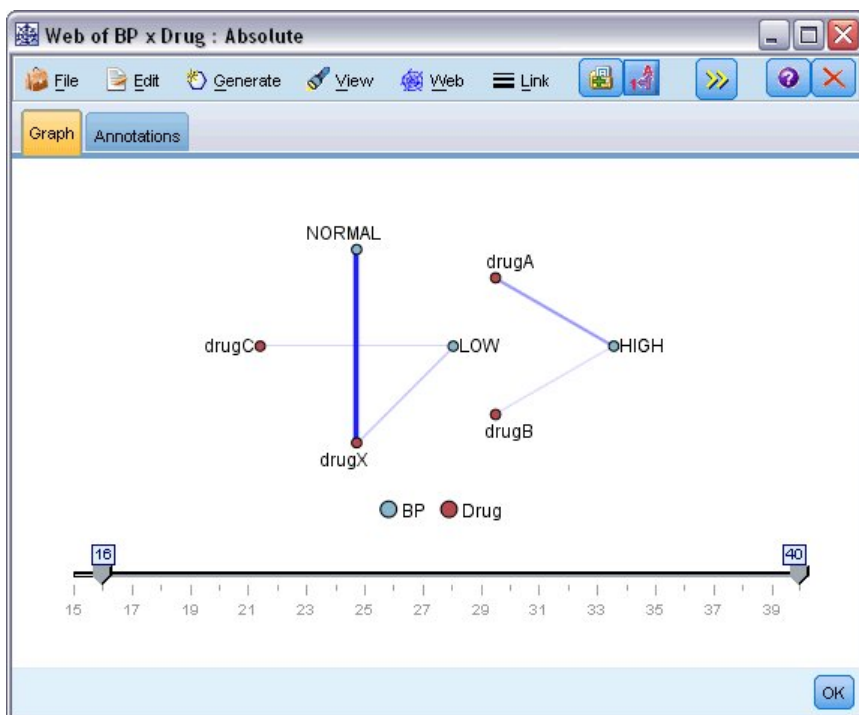 Web of BP x Drug : Absolute
File Edit Generate View Web Link
Graph Annotations
NORMAL
drugA
drugC LOW HIGH
drugB
drugX
BP Drug
16 40
15 17 19 21 23 25 27 29 31 33 35 37 39
OK